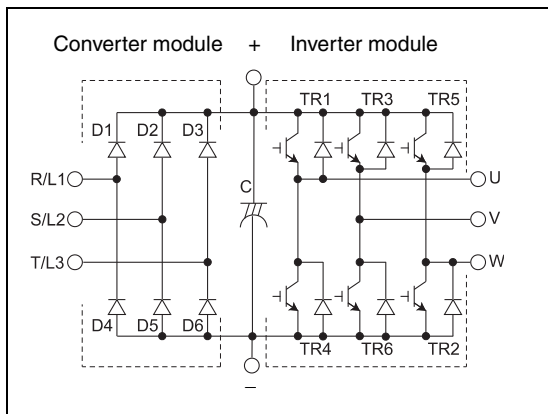 Converter module + Inverter module
TR1 TR3 TR5
D1 D2 D3
R/L1 C U
S/L2 V
T/L3 W
D4 D5 D6
TR4 TR6 TR2
−